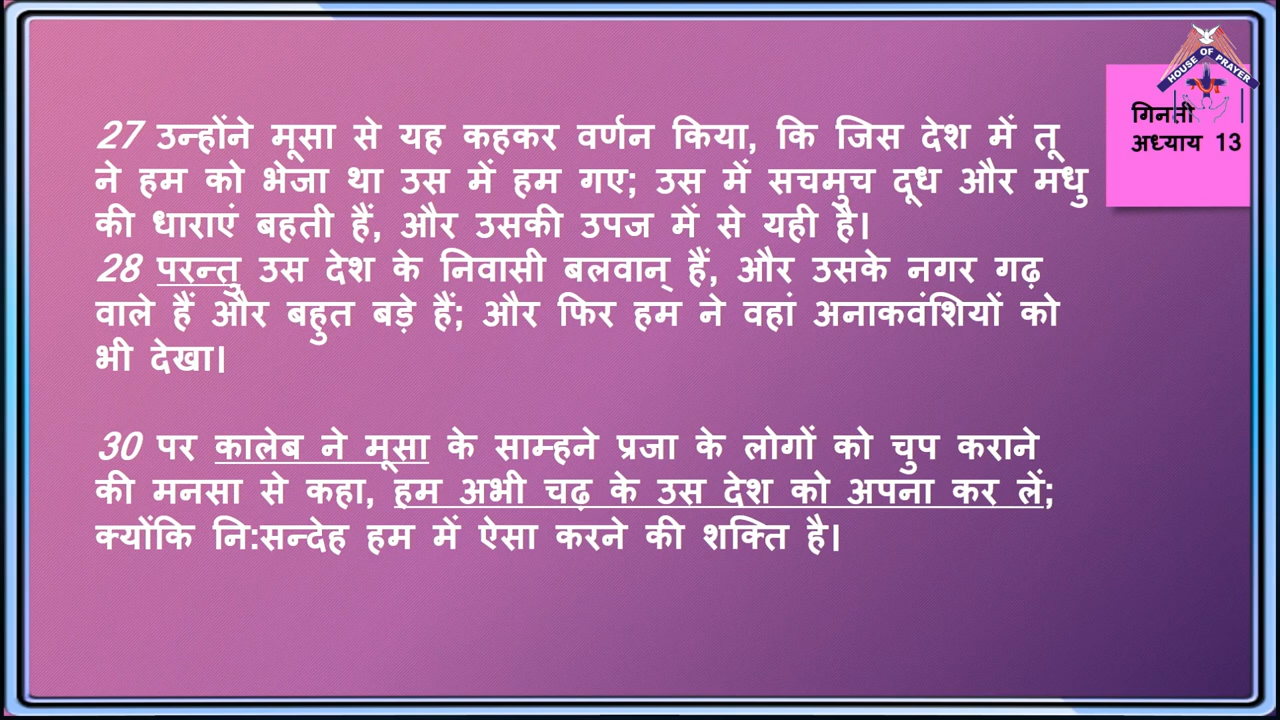 HOUSE OF PRAYER
गिनती
अध्याय 13
27 उन्होंने मूसा से यह कहकर वर्णन किया, कि जिस देश में तू
ने हम को भेजा था उस में हम गए; उस में सचमुच दूध और मधु
की धाराएं बहती हैं, और उसकी उपज में से यही है।
28 परन्तु उस देश के निवासी बलवान् हैं, और उसके नगर गढ़
वाले हैं और बहुत बड़े हैं; और फिर हम ने वहां अनाकवंशियों को
भी देखा।
30 पर कालेब ने मूसा के साम्हने प्रजा के लोगों को चुप कराने
की मनसा से कहा, हम अभी चढ़ के उस देश को अपना कर लें;
क्योंकि नि:सन्देह हम में ऐसा करने की शक्ति है।